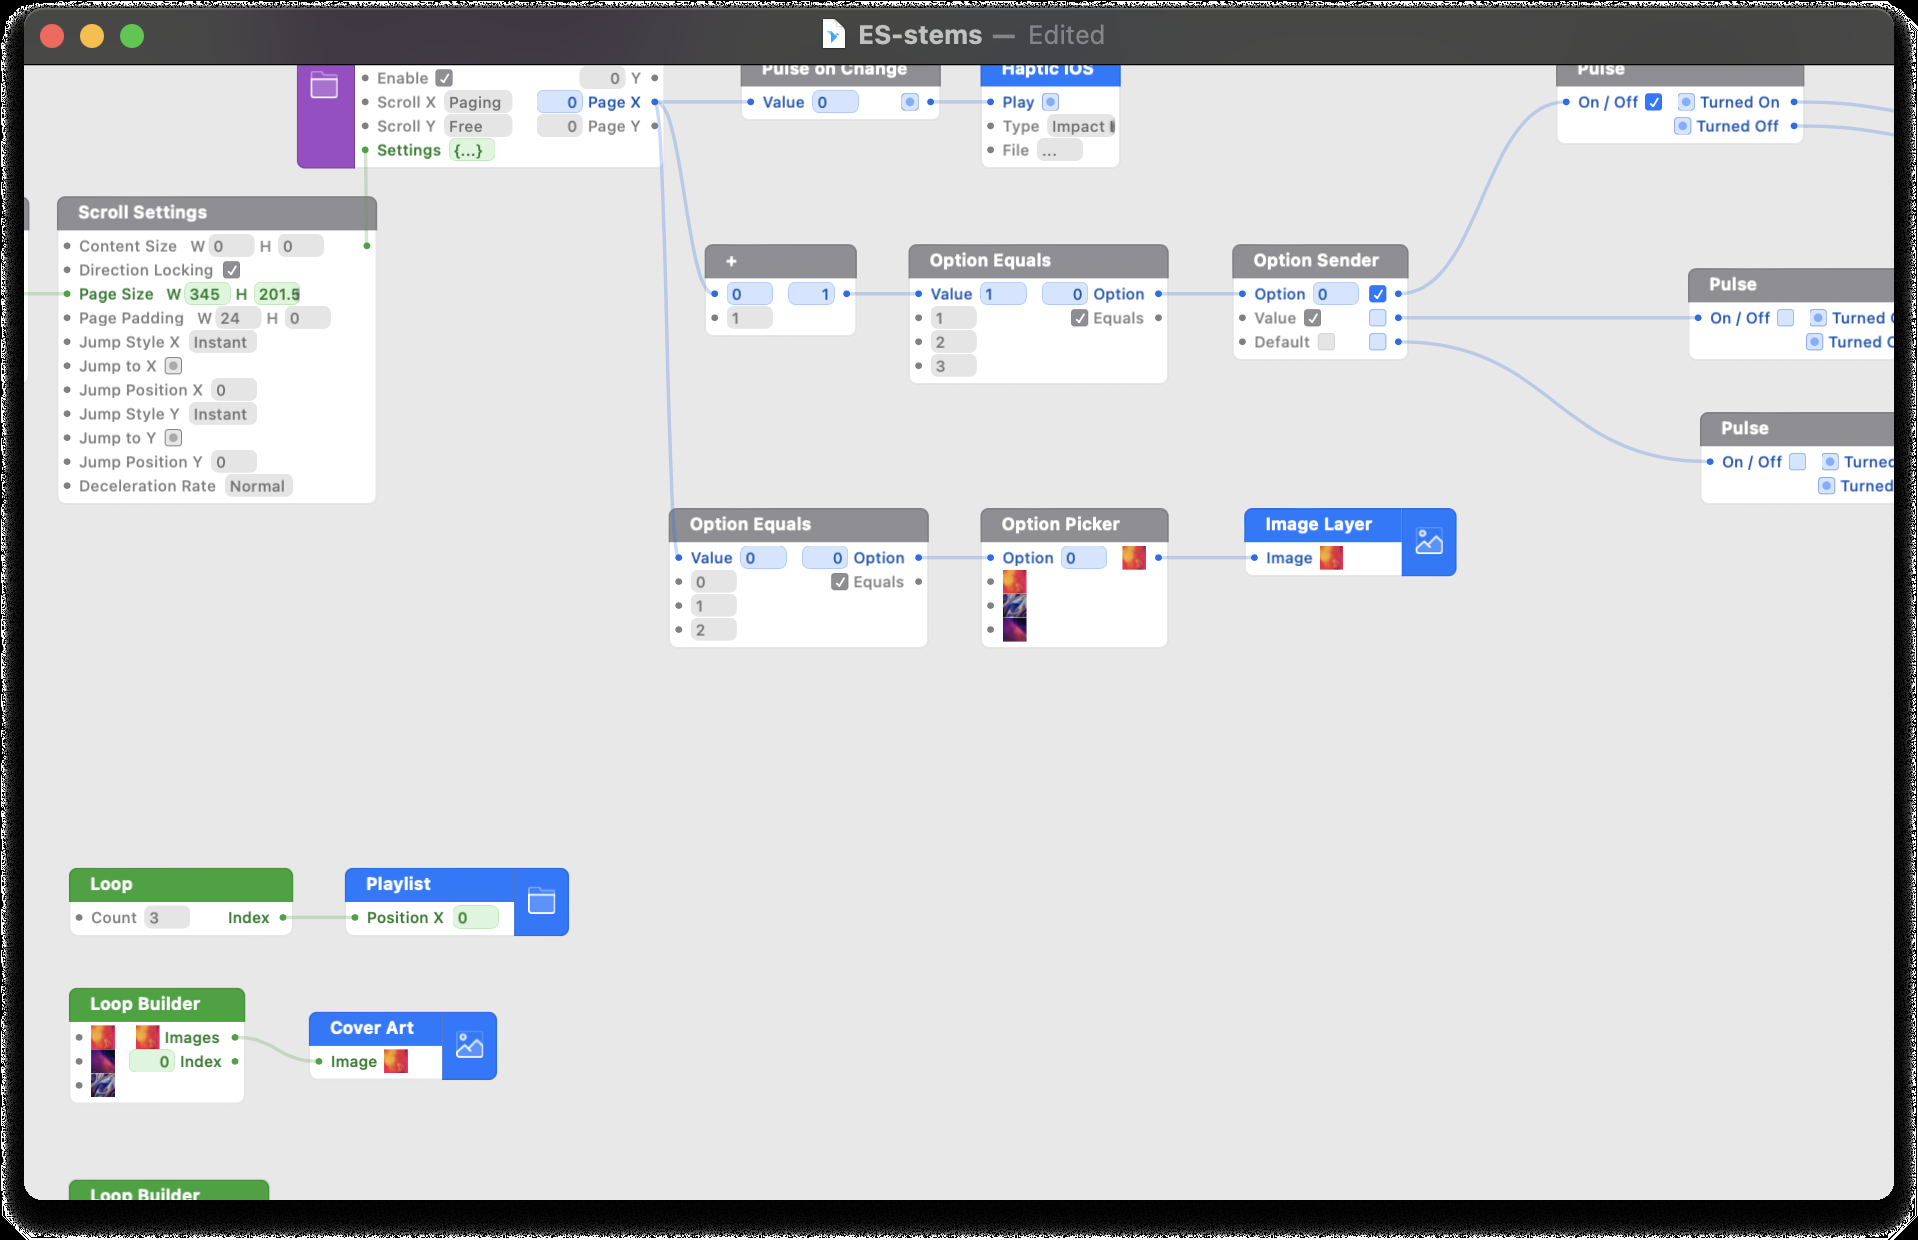 ES-stems — Edited
Enable 0 Y
Scroll X Paging 0 Page X
Scroll Y Free 0 Page Y
Settings {...}
Pulse on Change
Value 0
Haptic iOS
Play
Type Impact
File ...
Pulse
On / Off Turned On
Turned Off
Scroll Settings
Content Size W 0 H 0
Direction Locking
Page Size W 345 H 201.5
Page Padding W 24 H 0
Jump Style X Instant
Jump to X
Jump Position X 0
Jump Style Y Instant
Jump to Y
Jump Position Y 0
Deceleration Rate Normal
+
0 1
1
Option Equals
Value 1 0 Option
1 Equals
2
3
Option Sender
Option 0
Value
Default
Pulse
On / Off Turned
Turned
Pulse
On / Off Turned
Turned
Option Equals
Value 0 0 Option
0 Equals
1
2
Option Picker
Option 0
Image Layer
Image
Loop
Count 3 Index
Playlist
Position X 0
Loop Builder
Images
0 Index
Cover Art
Image
Loop Builder